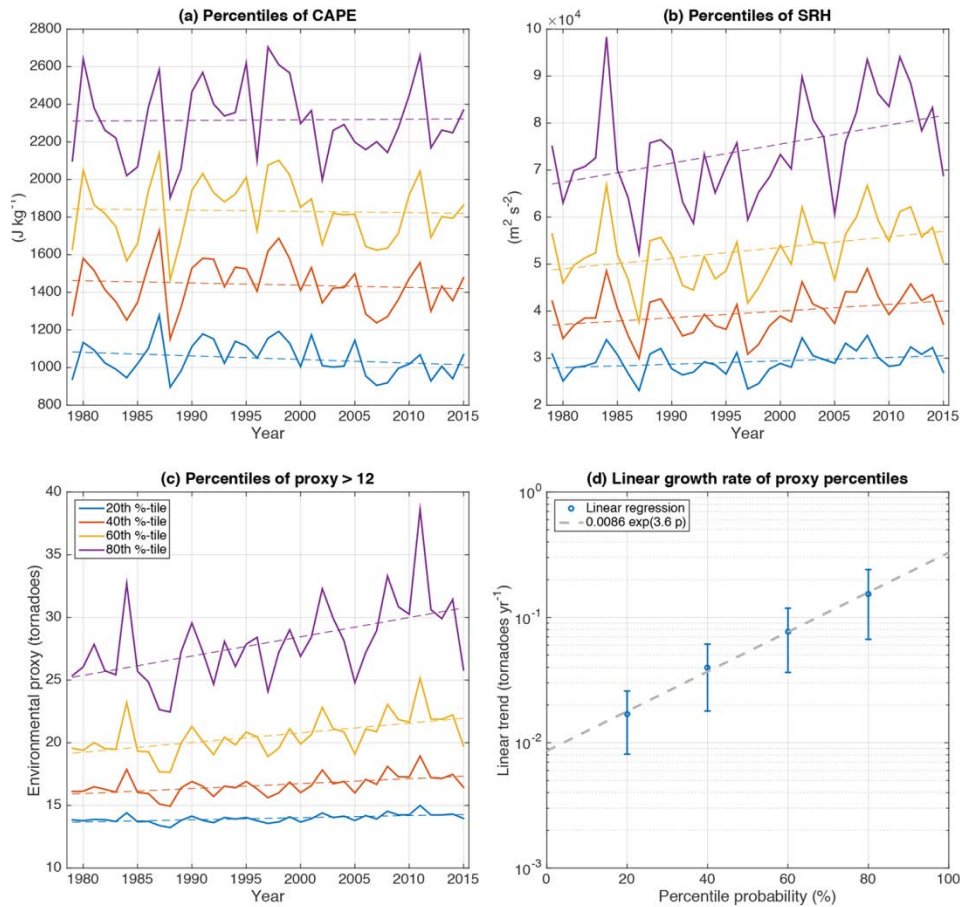 (a) Percentiles of CAPE
2800
2600
2400
2200
2000
1800
1600
1400
1200
1000
800
(J kg⁻¹)
1980 1985 1990 1995 2000 2005 2010 2015
Year
(b) Percentiles of SRH
×10⁴
10
9
8
7
6
5
4
3
2
(m² s⁻²)
1980 1985 1990 1995 2000 2005 2010 2015
Year
(c) Percentiles of proxy > 12
40
35
30
25
20
15
10
Environmental proxy (tornadoes)
20th %-tile
40th %-tile
60th %-tile
80th %-tile
1980 1985 1990 1995 2000 2005 2010 2015
Year
(d) Linear growth rate of proxy percentiles
10⁰
10⁻¹
10⁻²
10⁻³
Linear trend (tornadoes yr⁻¹)
Linear regression
0.0086 exp(3.6 p)
0 20 40 60 80 100
Percentile probability (%)